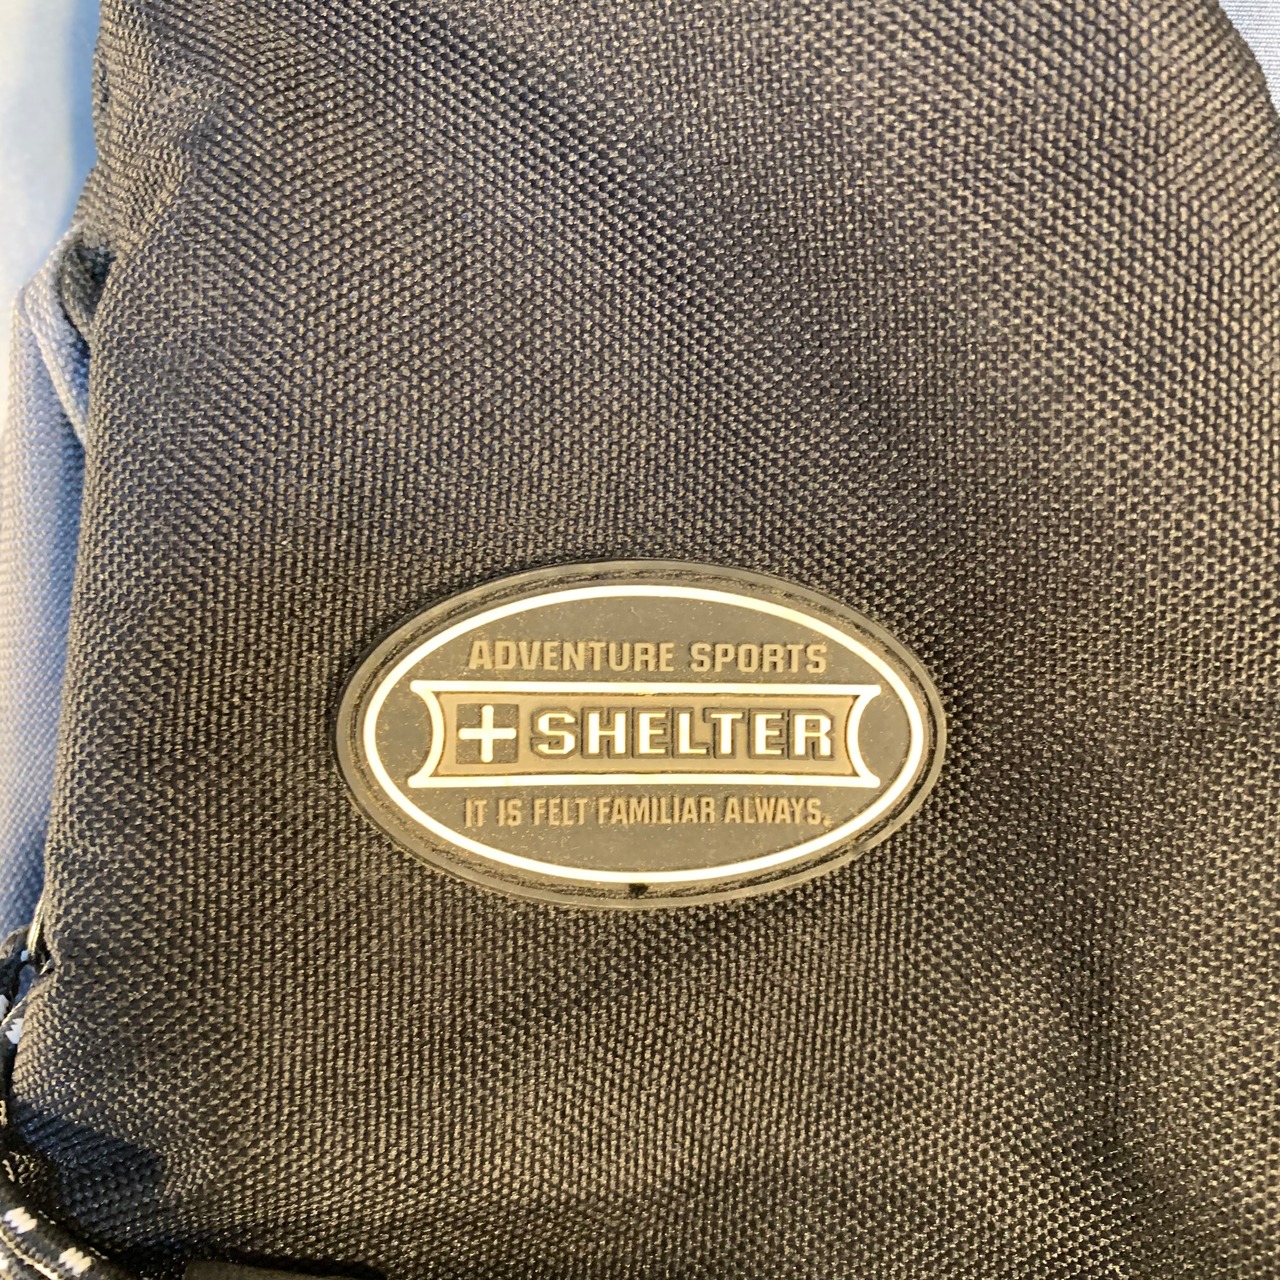 ADVENTURE SPORTS
SHELTER
IT IS FELT FAMILIAR ALWAYS.